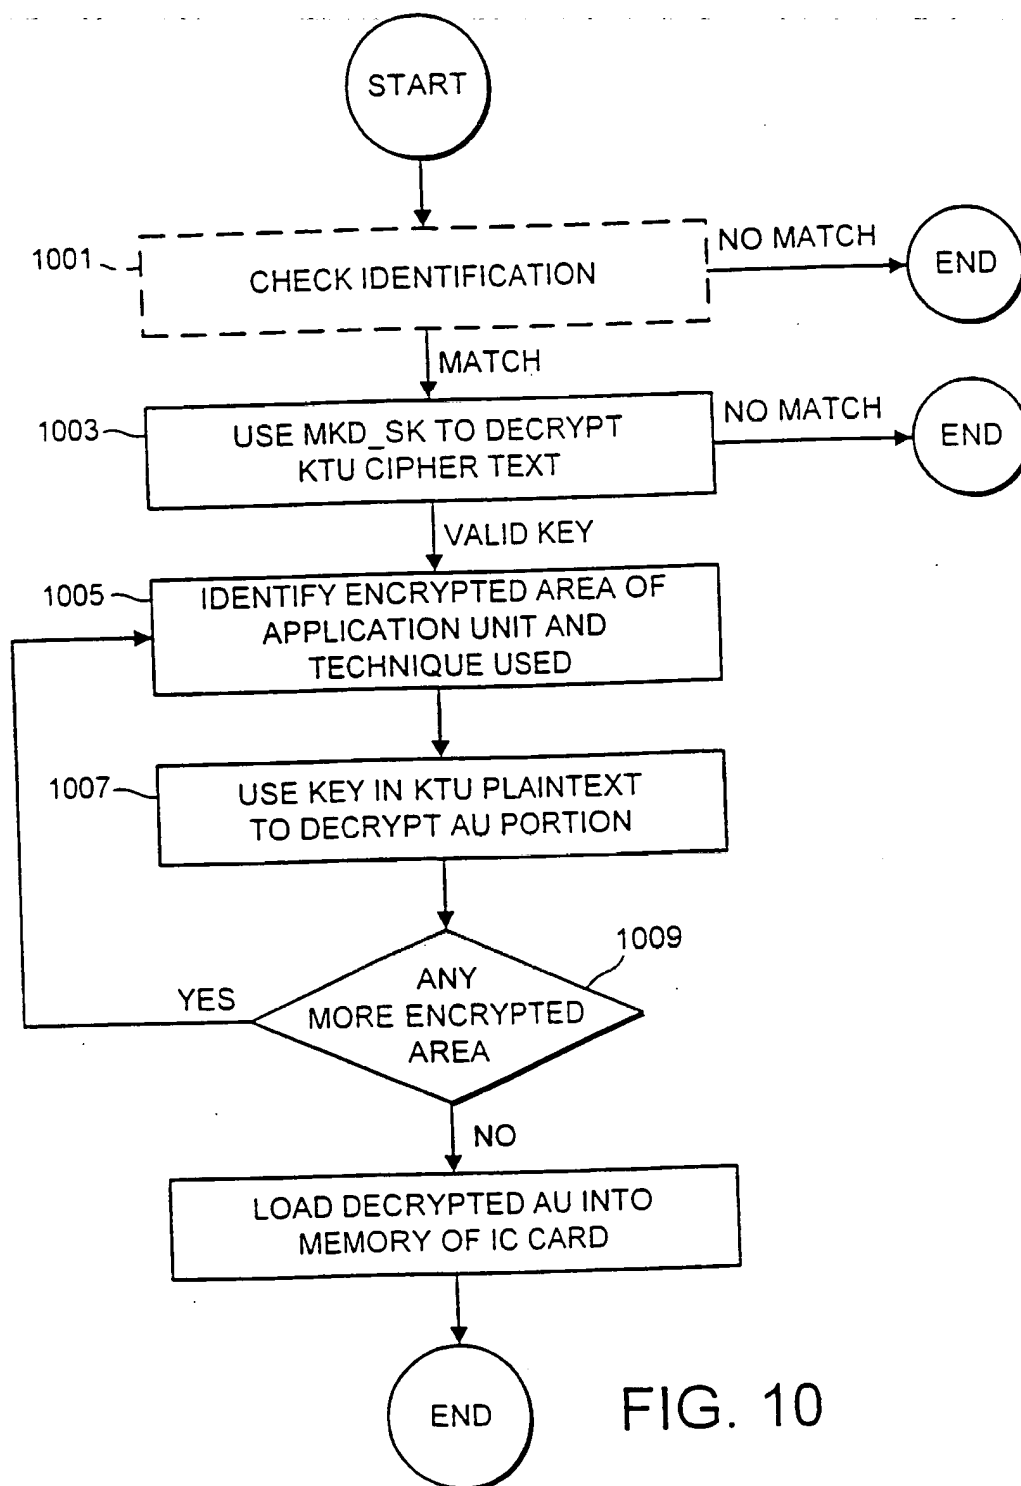 START
1001
CHECK IDENTIFICATION
NO MATCH
END
MATCH
1003
USE MKD_SK TO DECRYPT
KTU CIPHER TEXT
NO MATCH
END
VALID KEY
1005
IDENTIFY ENCRYPTED AREA OF
APPLICATION UNIT AND
TECHNIQUE USED
1007
USE KEY IN KTU PLAINTEXT
TO DECRYPT AU PORTION
1009
ANY
MORE ENCRYPTED
AREA
YES
NO
LOAD DECRYPTED AU INTO
MEMORY OF IC CARD
END
FIG. 10